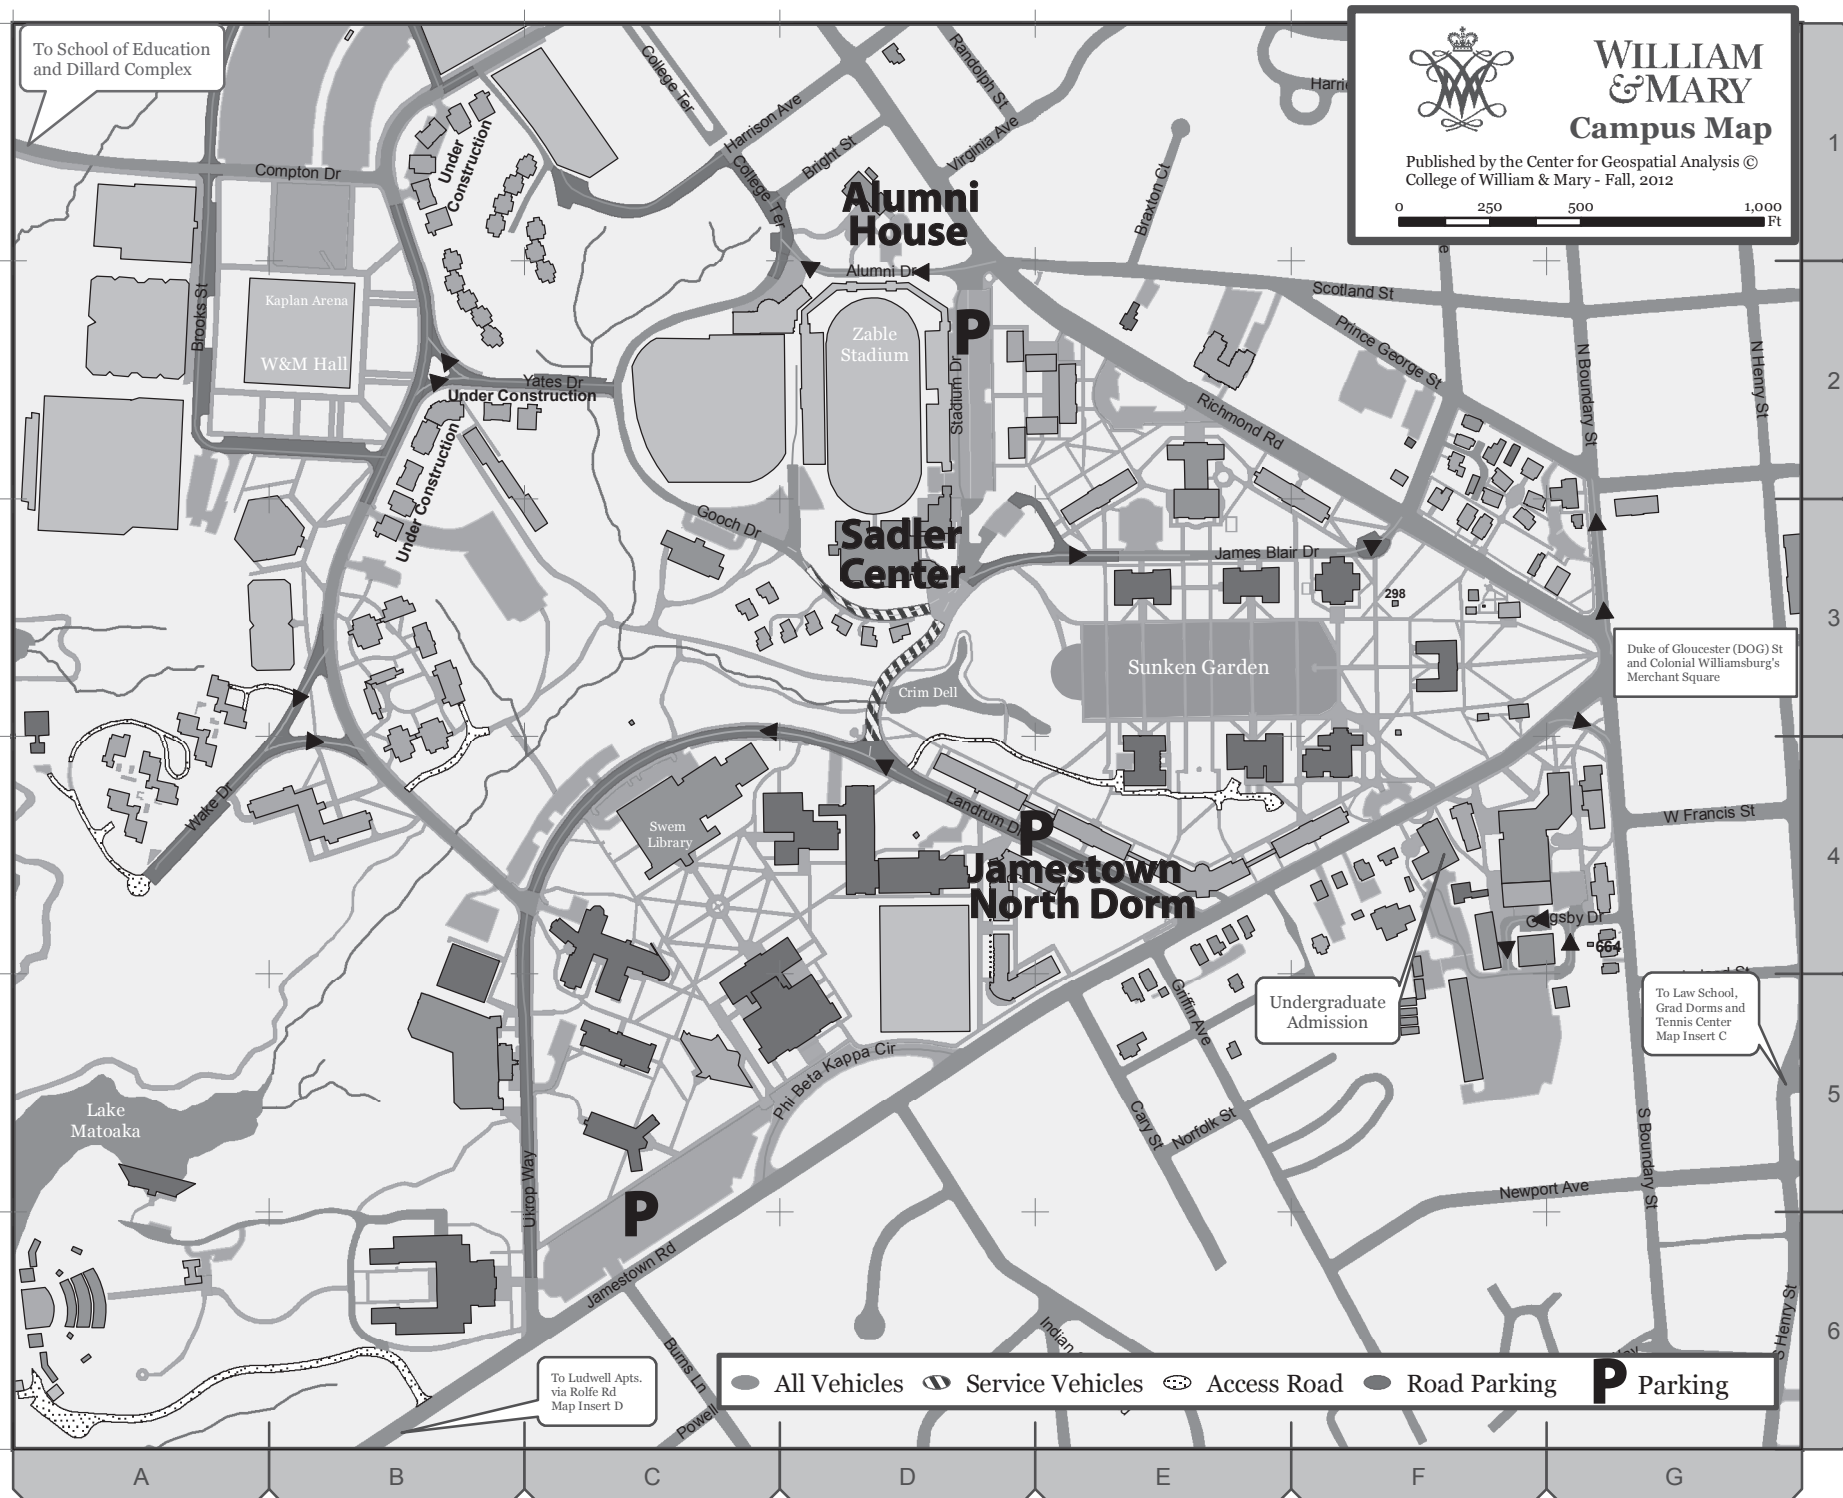 To School of Education
and Dillard Complex
WILLIAM
&MARY
Campus Map
Published by the Center for Geospatial Analysis ©
College of William & Mary - Fall, 2012
0 250 500 1,000
Ft
College Ter
Randolph St
Harrison Ave
Virginia Ave
Bright St
Under
Construction
Compton Dr
College Ter
Alumni
House
Braxton Ct
Alumni Dr
1
Scotland St
Kaplan Arena
Brooks St
W&M Hall
Zable
Stadium
P
Stadium Dr
Prince George St
N Boundary St
N Henry St
Yates Dr
Under Construction
2
Richmond Rd
Under Construction
Gooch Dr
Sadler
Center
James Blair Dr
298
3
Duke of Gloucester (DOG) St
and Colonial Williamsburg's
Merchant Square
Sunken Garden
Crim Dell
Wake Dr
Swem
Library
Landrum Dr
P
Jamestown
North Dorm
W Francis St
4
664
Griffin Ave
Undergraduate
Admission
To Law School,
Grad Dorms and
Tennis Center
Map Insert C
Phi Beta Kappa Cir
Lake
Matoaka
Cary St
Norfolk St
S Boundary St
5
Ukrop Way
Newport Ave
P
Jamestown Rd
S Henry St
Indian
6
Burns Ln
To Ludwell Apts.
via Rolfe Rd
Map Insert D
Powell
All Vehicles Service Vehicles Access Road Road Parking P Parking
A B C D E F G